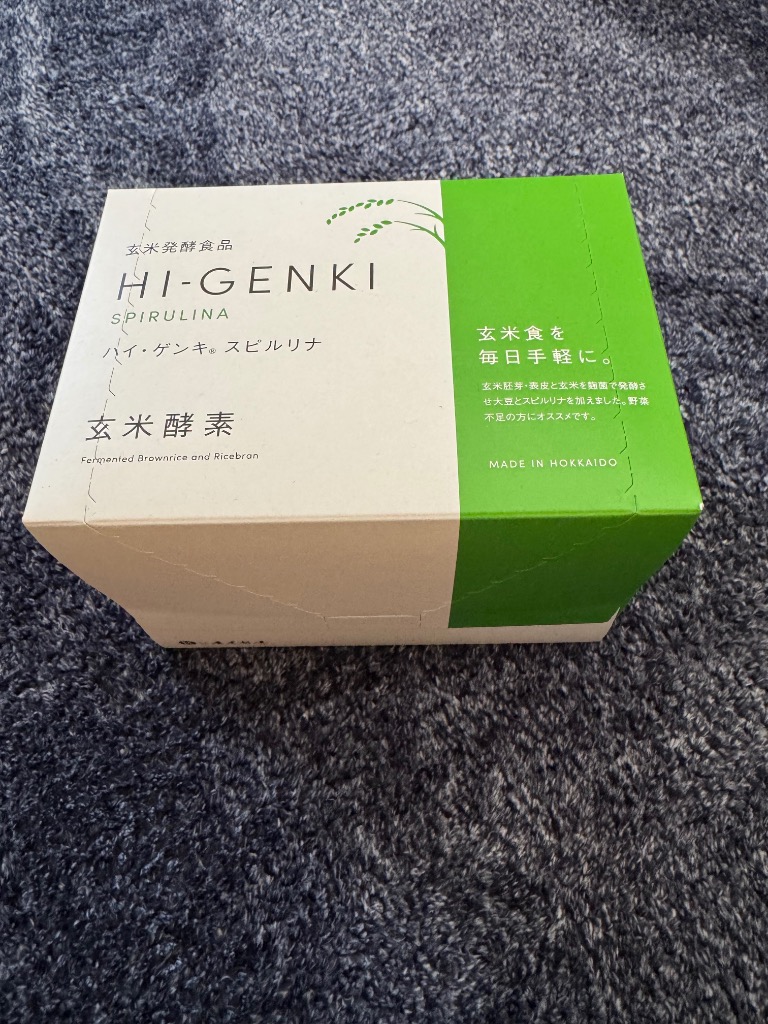 玄米発酵食品
HI-GENKI
SPIRULINA
ハイ・ゲンキ® スピルリナ
玄米酵素
Fermented Brownrice and Ricebran
玄米食を
毎日手軽に。
玄米胚芽・表皮と玄米を麹菌で発酵さ
せ大豆とスピルリナを加えました。野菜
不足の方にオススメです。
MADE IN HOKKAIDO